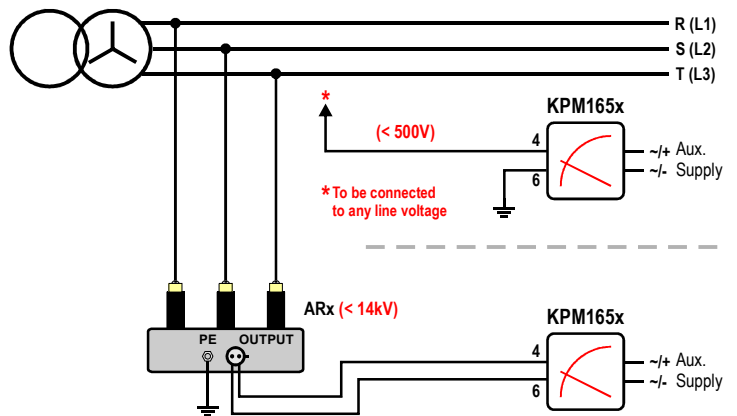 R (L1)
S (L2)
T (L3)
*
(< 500V)
KPM165x
4
6
~/+ Aux.
~/- Supply
* To be connected
to any line voltage
ARx (< 14kV)
PE OUTPUT
KPM165x
4
6
~/+ Aux.
~/- Supply